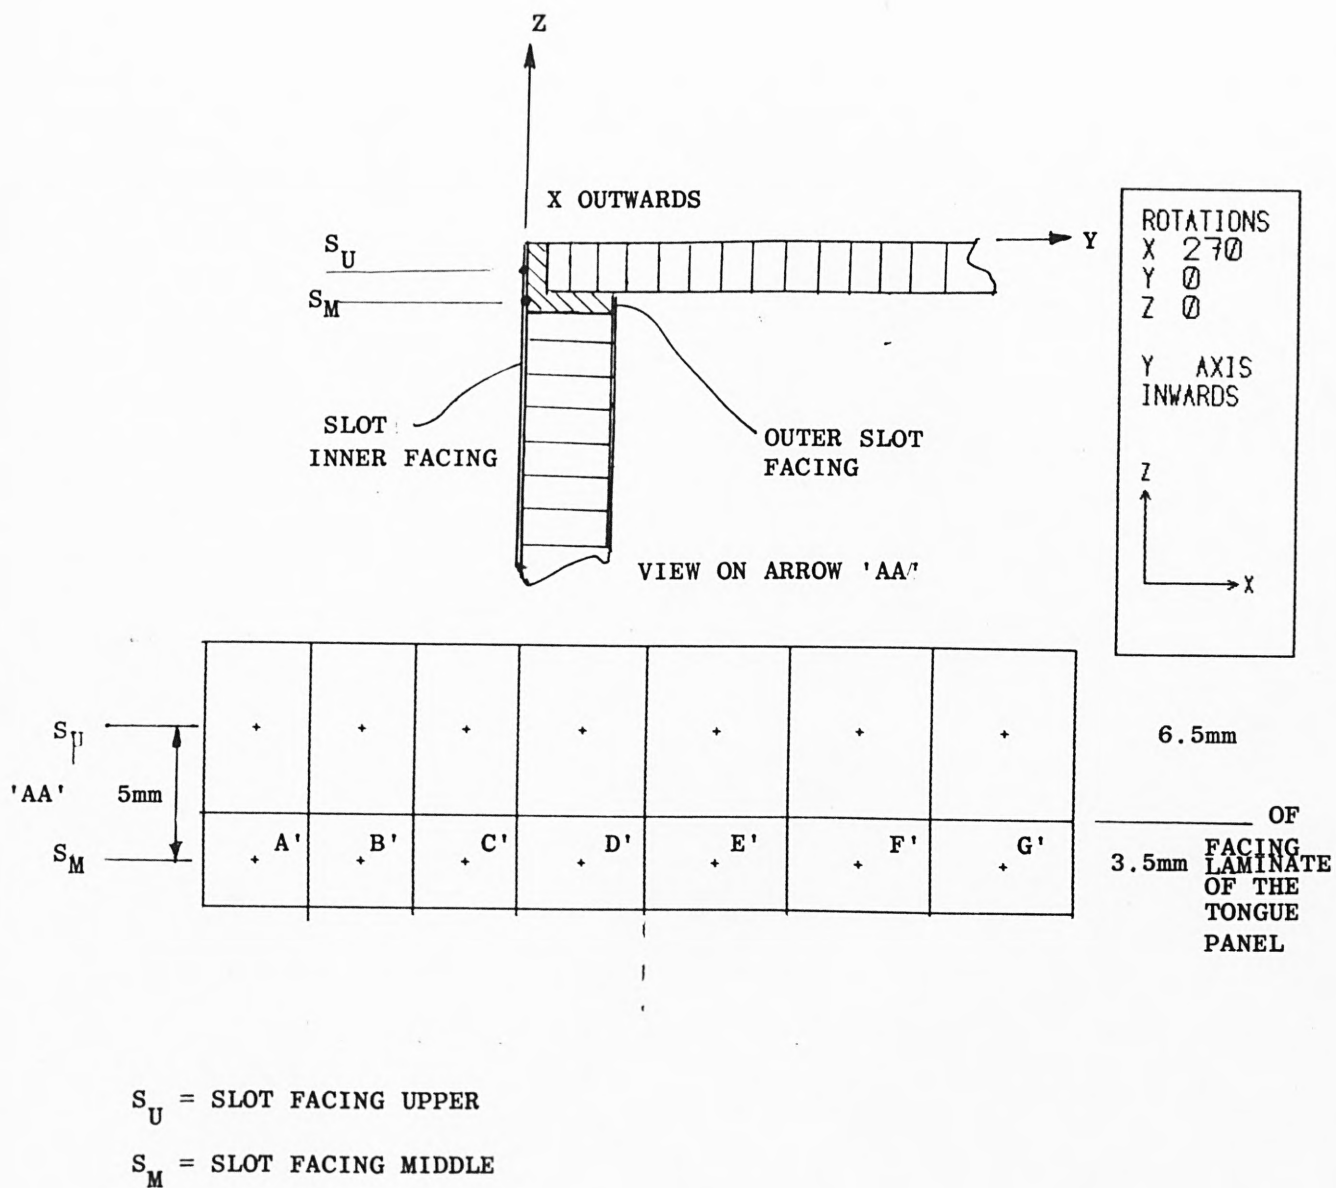 Z
X OUTWARDS
S_U
Y
S_M
SLOT
INNER FACING
OUTER SLOT
FACING
VIEW ON ARROW 'AA'
ROTATIONS
X 270
Y 0
Z 0
Y AXIS
INWARDS
Z
X
S_U
'AA'
5mm
S_M
A' B' C' D' E' F' G'
6.5mm
3.5mm
OF
FACING
LAMINATE
OF THE
TONGUE
PANEL
S_U = SLOT FACING UPPER
S_M = SLOT FACING MIDDLE